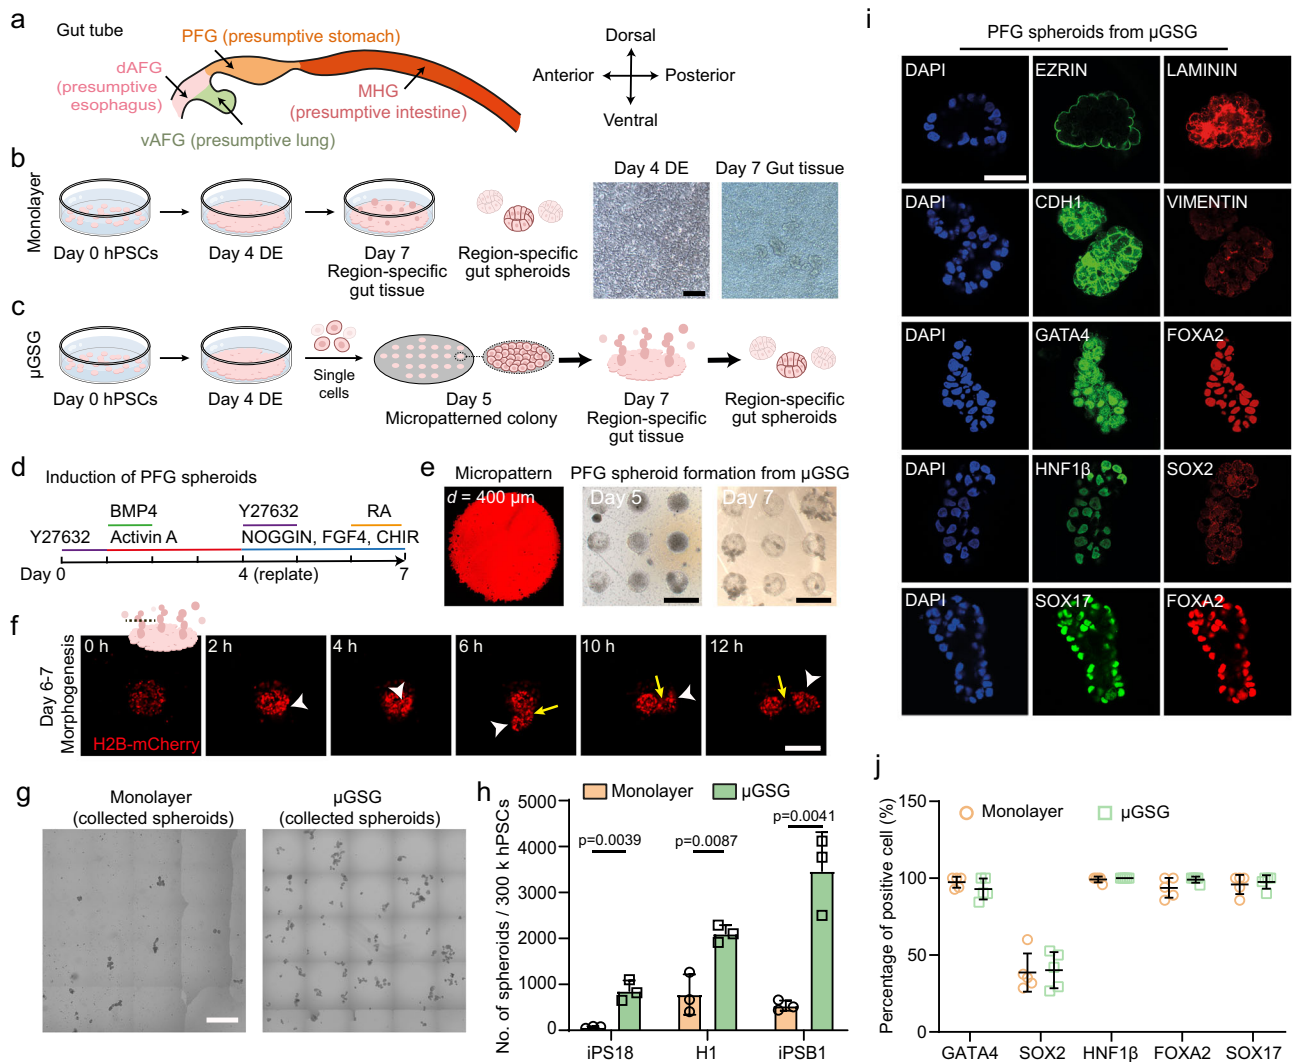 a
Gut tube
PFG (presumptive stomach)
dAFG
(presumptive
esophagus)
MHG
(presumptive intestine)
vAFG (presumptive lung)
Dorsal
Anterior
Posterior
Ventral
b
Monolayer
Day 0 hPSCs
Day 4 DE
Day 7
Region-specific
gut tissue
Region-specific
gut spheroids
Day 4 DE
Day 7 Gut tissue
c
µGSG
Day 0 hPSCs
Day 4 DE
Single
cells
Day 5
Micropatterned colony
Day 7
Region-specific
gut tissue
Region-specific
gut spheroids
d
Induction of PFG spheroids
BMP4
Y27632
RA
Y27632
Activin A
NOGGIN, FGF4, CHIR
Day 0
4 (replate)
7
e
Micropattern
d = 400 µm
PFG spheroid formation from µGSG
Day 5
Day 7
f
Day 6-7
Morphogenesis
0 h
2 h
4 h
6 h
10 h
12 h
H2B-mCherry
g
Monolayer
(collected spheroids)
µGSG
(collected spheroids)
h
Monolayer
µGSG
No. of spheroids / 300 k hPSCs
5000
4000
3000
2000
1000
0
p=0.0039
p=0.0087
p=0.0041
iPS18
H1
iPSB1
i
PFG spheroids from µGSG
DAPI
EZRIN
LAMININ
DAPI
CDH1
VIMENTIN
DAPI
GATA4
FOXA2
DAPI
HNF1β
SOX2
DAPI
SOX17
FOXA2
j
Monolayer
µGSG
Percentage of positive cell (%)
150
100
50
0
GATA4
SOX2
HNF1β
FOXA2
SOX17